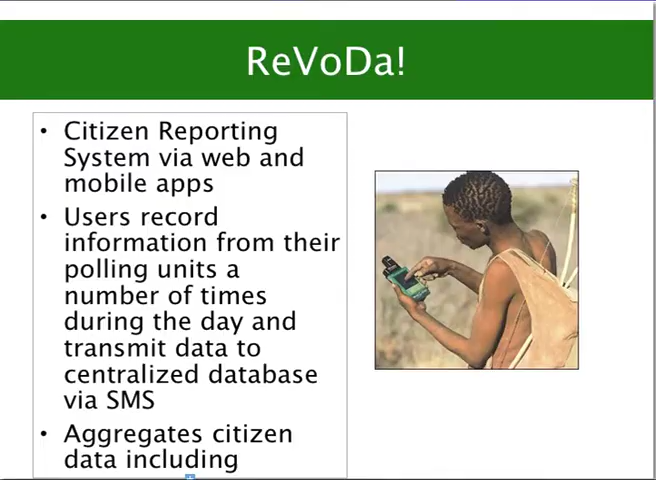 ReVoDa!
• Citizen Reporting
System via web and
mobile apps
• Users record
information from their
polling units a
number of times
during the day and
transmit data to
centralized database
via SMS
• Aggregates citizen
data including